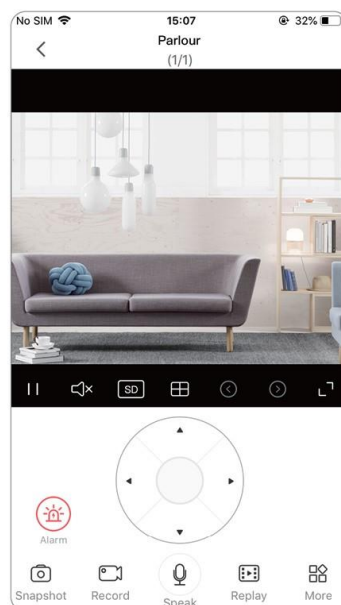 No SIM 15:07 32%
Parlour
(1/1)
SD
Alarm
Snapshot Record Speak Replay More